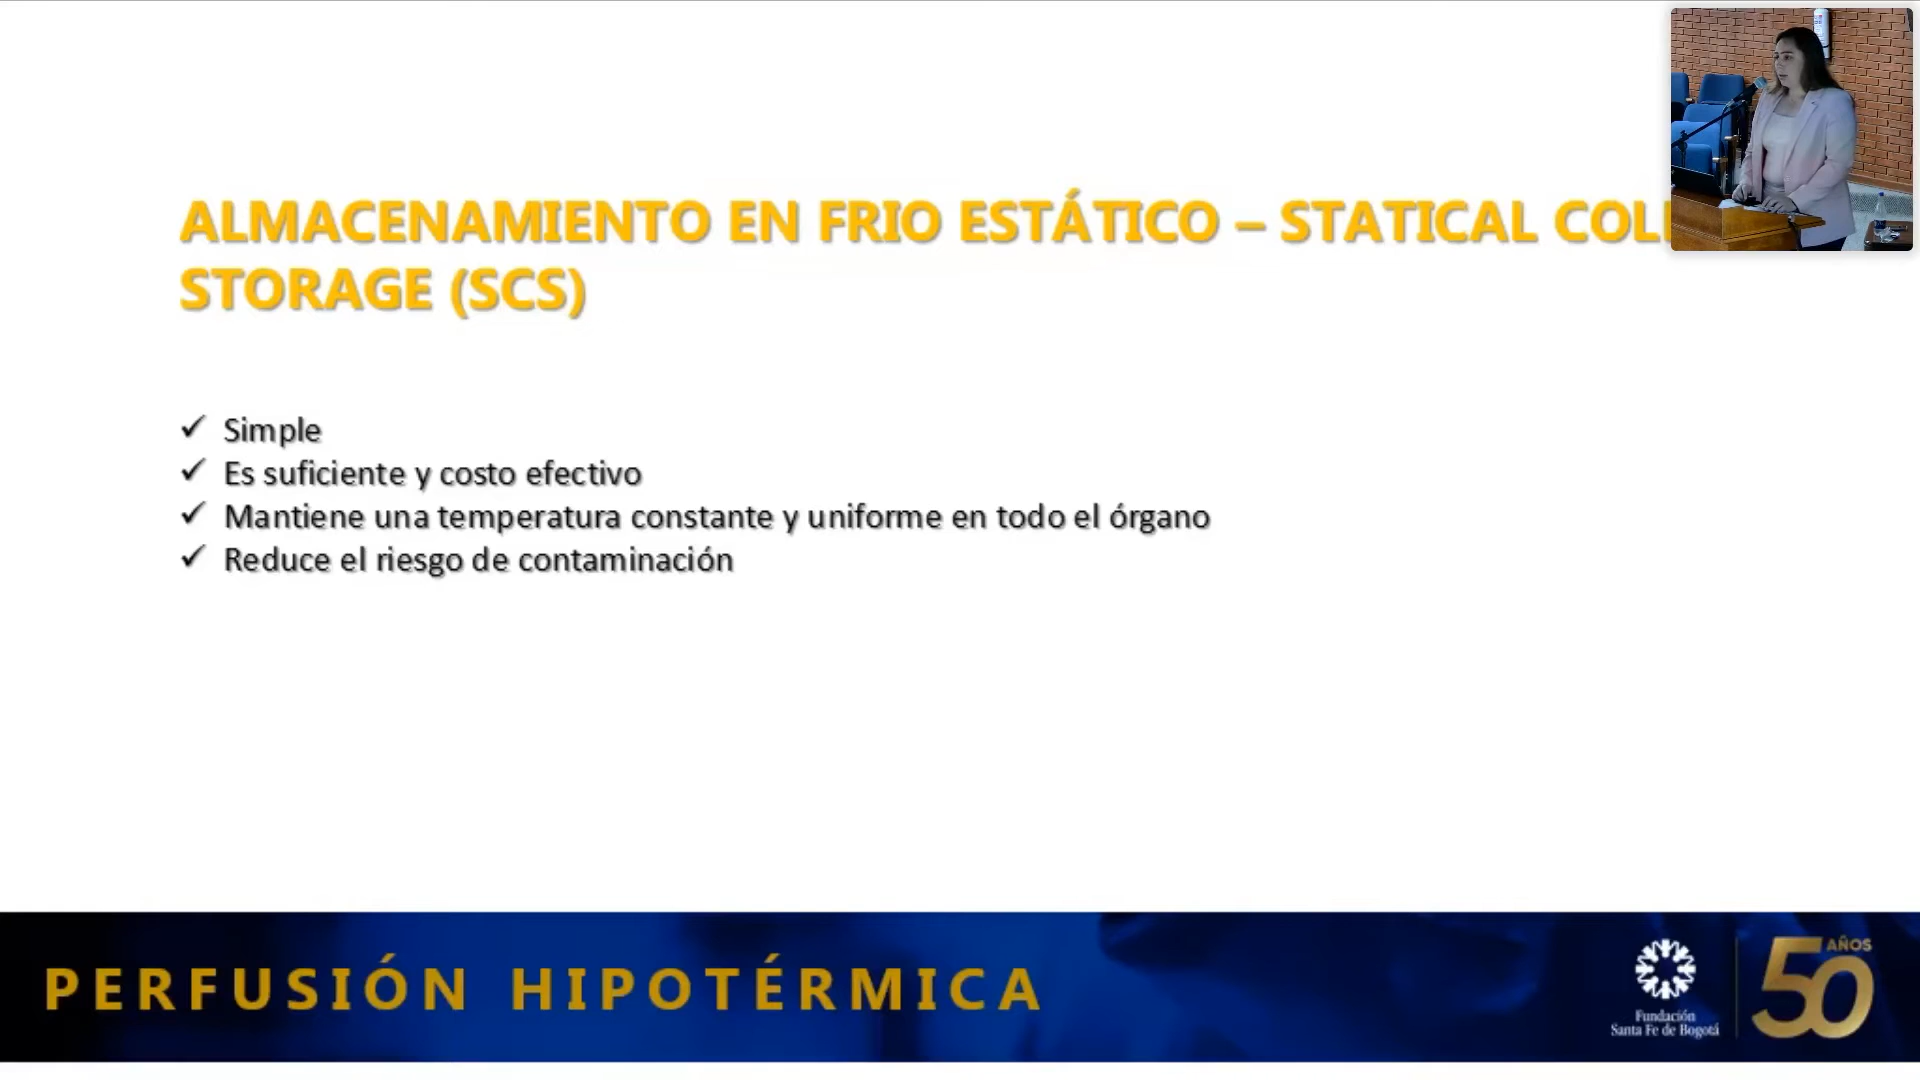 ALMACENAMIENTO EN FRIO ESTÁTICO – STATICAL
STORAGE (SCS)
✓ Simple
✓ Es suficiente y costo efectivo
✓ Mantiene una temperatura constante y uniforme en todo el órgano
✓ Reduce el riesgo de contaminación
PERFUSIÓN HIPOTÉRMICA
Fundación
Santa Fe de Bogotá
50 AÑOS